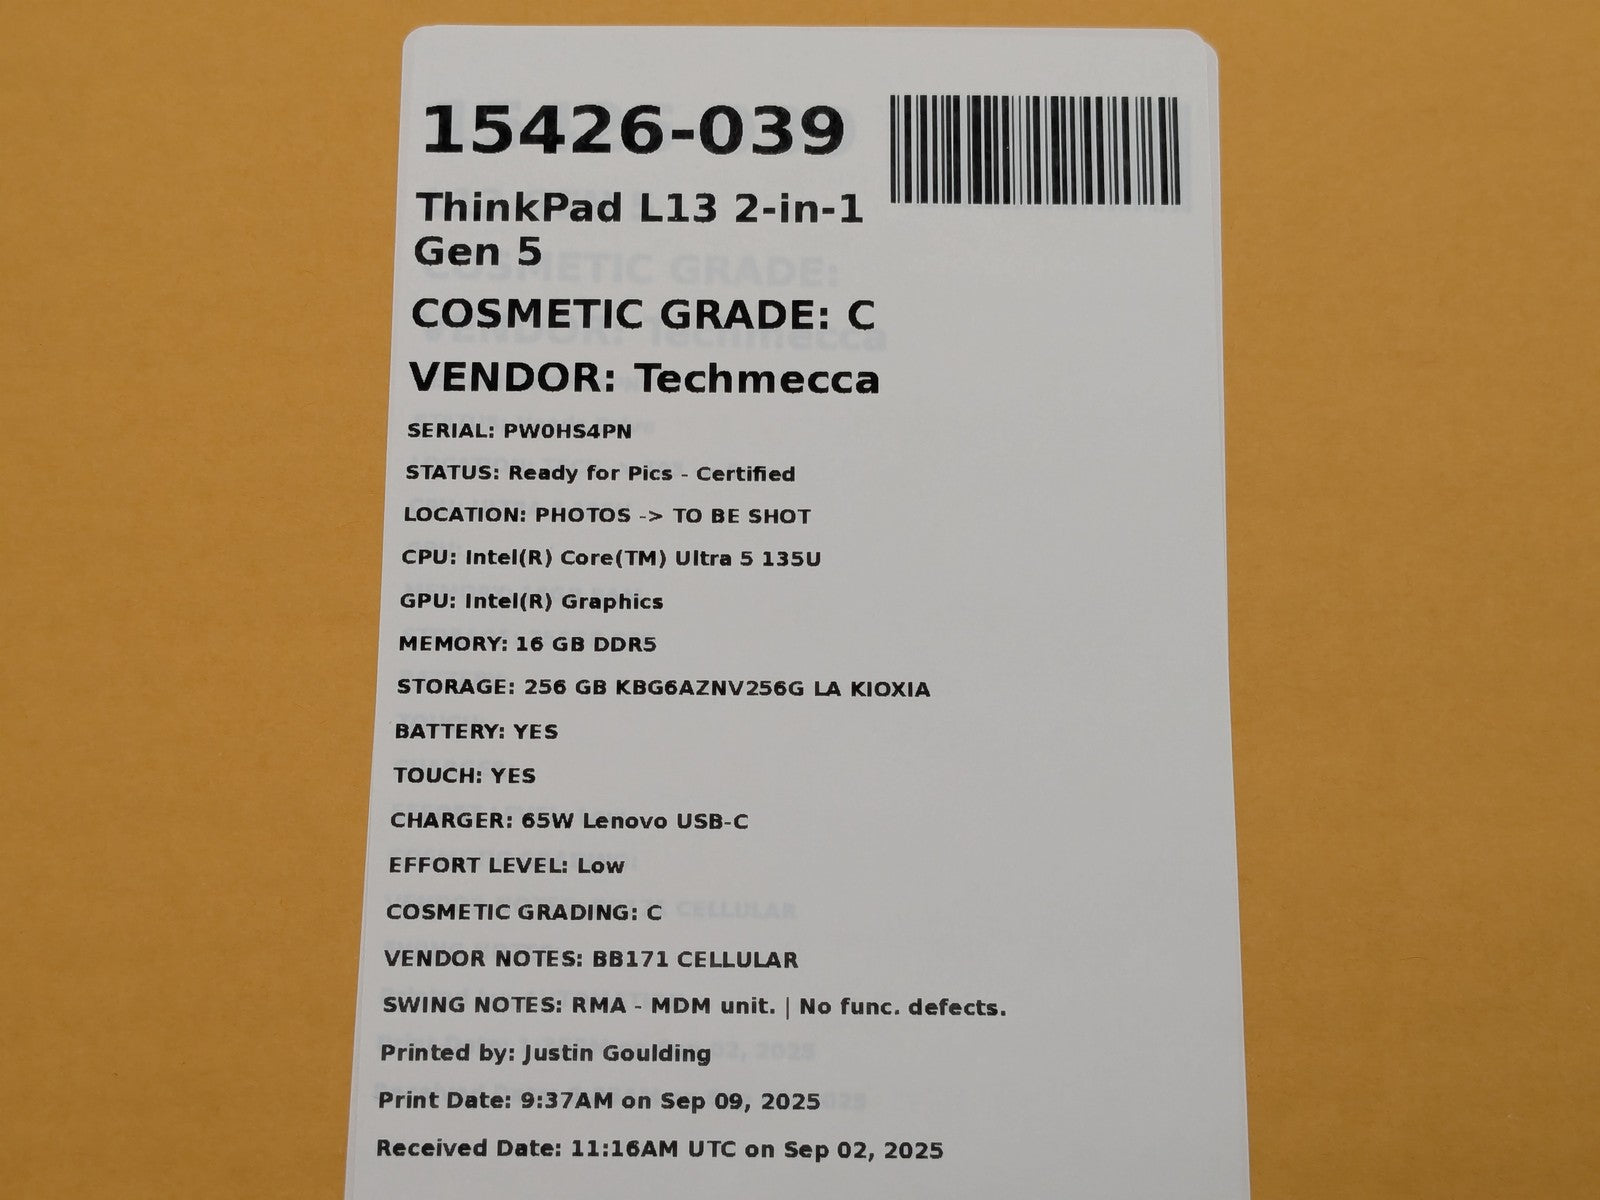 15426-039
ThinkPad L13 2-in-1
Gen 5
COSMETIC GRADE: C
VENDOR: Techmecca
SERIAL: PW0HS4PN
STATUS: Ready for Pics - Certified
LOCATION: PHOTOS -> TO BE SHOT
CPU: Intel(R) Core(TM) Ultra 5 135U
GPU: Intel(R) Graphics
MEMORY: 16 GB DDR5
STORAGE: 256 GB KBG6AZNV256G LA KIOXIA
BATTERY: YES
TOUCH: YES
CHARGER: 65W Lenovo USB-C
EFFORT LEVEL: Low
COSMETIC GRADING: C
VENDOR NOTES: BB171 CELLULAR
SWING NOTES: RMA - MDM unit. | No func. defects.
Printed by: Justin Goulding
Print Date: 9:37AM on Sep 09, 2025
Received Date: 11:16AM UTC on Sep 02, 2025